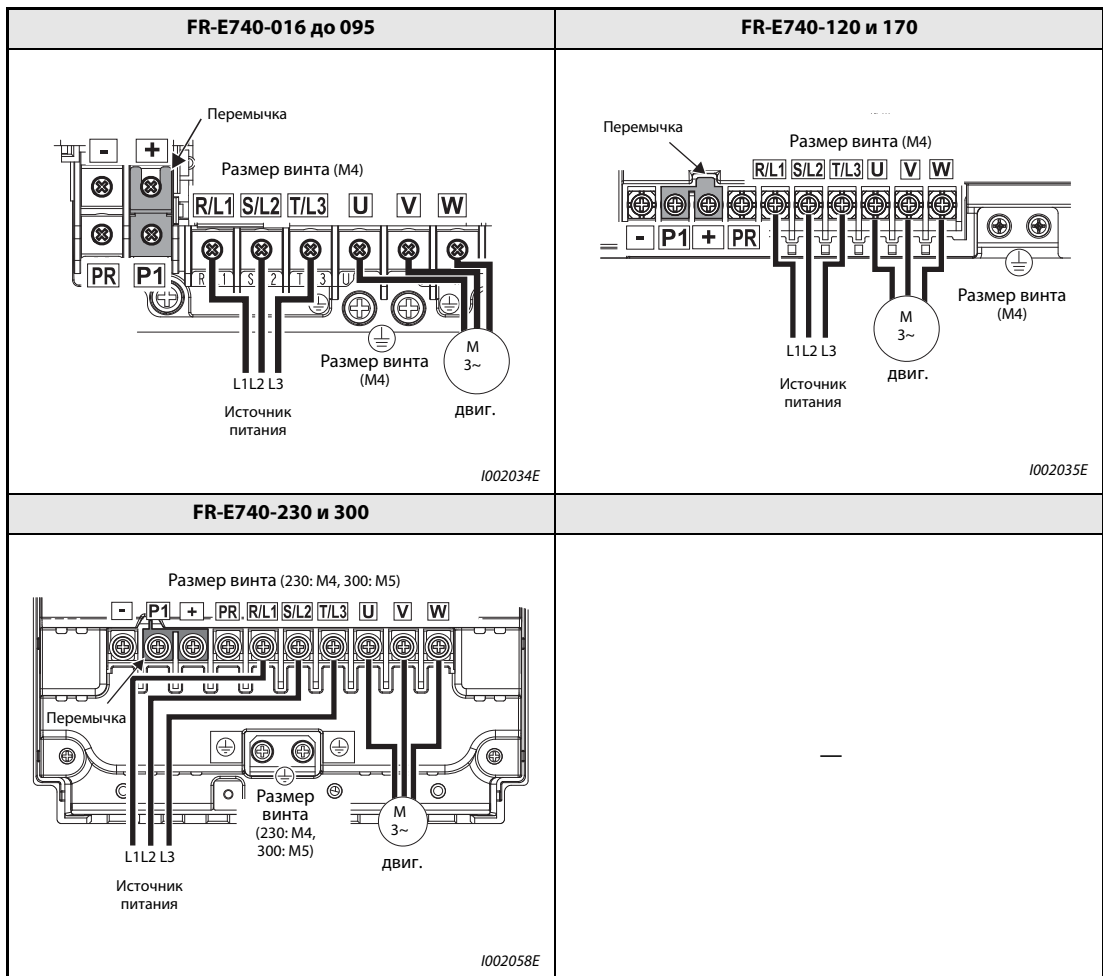 FR-E740-016 до 095
FR-E740-120 и 170
Перемычка
- +
Размер винта (M4)
R/L1 S/L2 T/L3 U V W
PR P1
R 1 S 2 T 3 U
Размер винта
(M4)
M
3~
L1L2 L3
Источник
питания
двиг.
I002034E
Перемычка
Размер винта (M4)
R/L1 S/L2 T/L3 U V W
- P1 + PR
Размер винта
(M4)
M
3~
L1L2 L3
Источник
питания
двиг.
I002035E
FR-E740-230 и 300
Размер винта (230: M4, 300: M5)
- P1 + PR R/L1 S/L2 T/L3 U V W
Перемычка
Размер
винта
(230: M4,
300: M5)
M
3~
L1L2 L3
двиг.
Источник
питания
I002058E
—